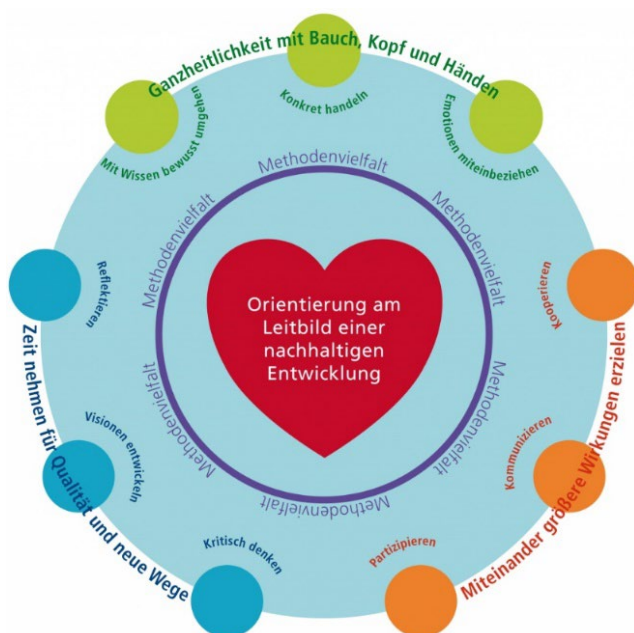 Ganzheitlichkeit mit Bauch, Kopf und Händen
Konkret handeln
Mit Wissen bewusst umgehen
Emotionen miteinbeziehen
Methodenvielfalt
Methodenvielfalt
Methodenvielfalt
Reflektieren
Kooperieren
Orientierung am
Leitbild einer
nachhaltigen
Entwicklung
Zeit nehmen für Qualität und neue Wege
Miteinander größere Wirkungen erzielen
Methodenvielfalt
Methodenvielfalt
Visionen entwickeln
Kommunizieren
Methodenvielfalt
Kritisch denken
Partizipieren